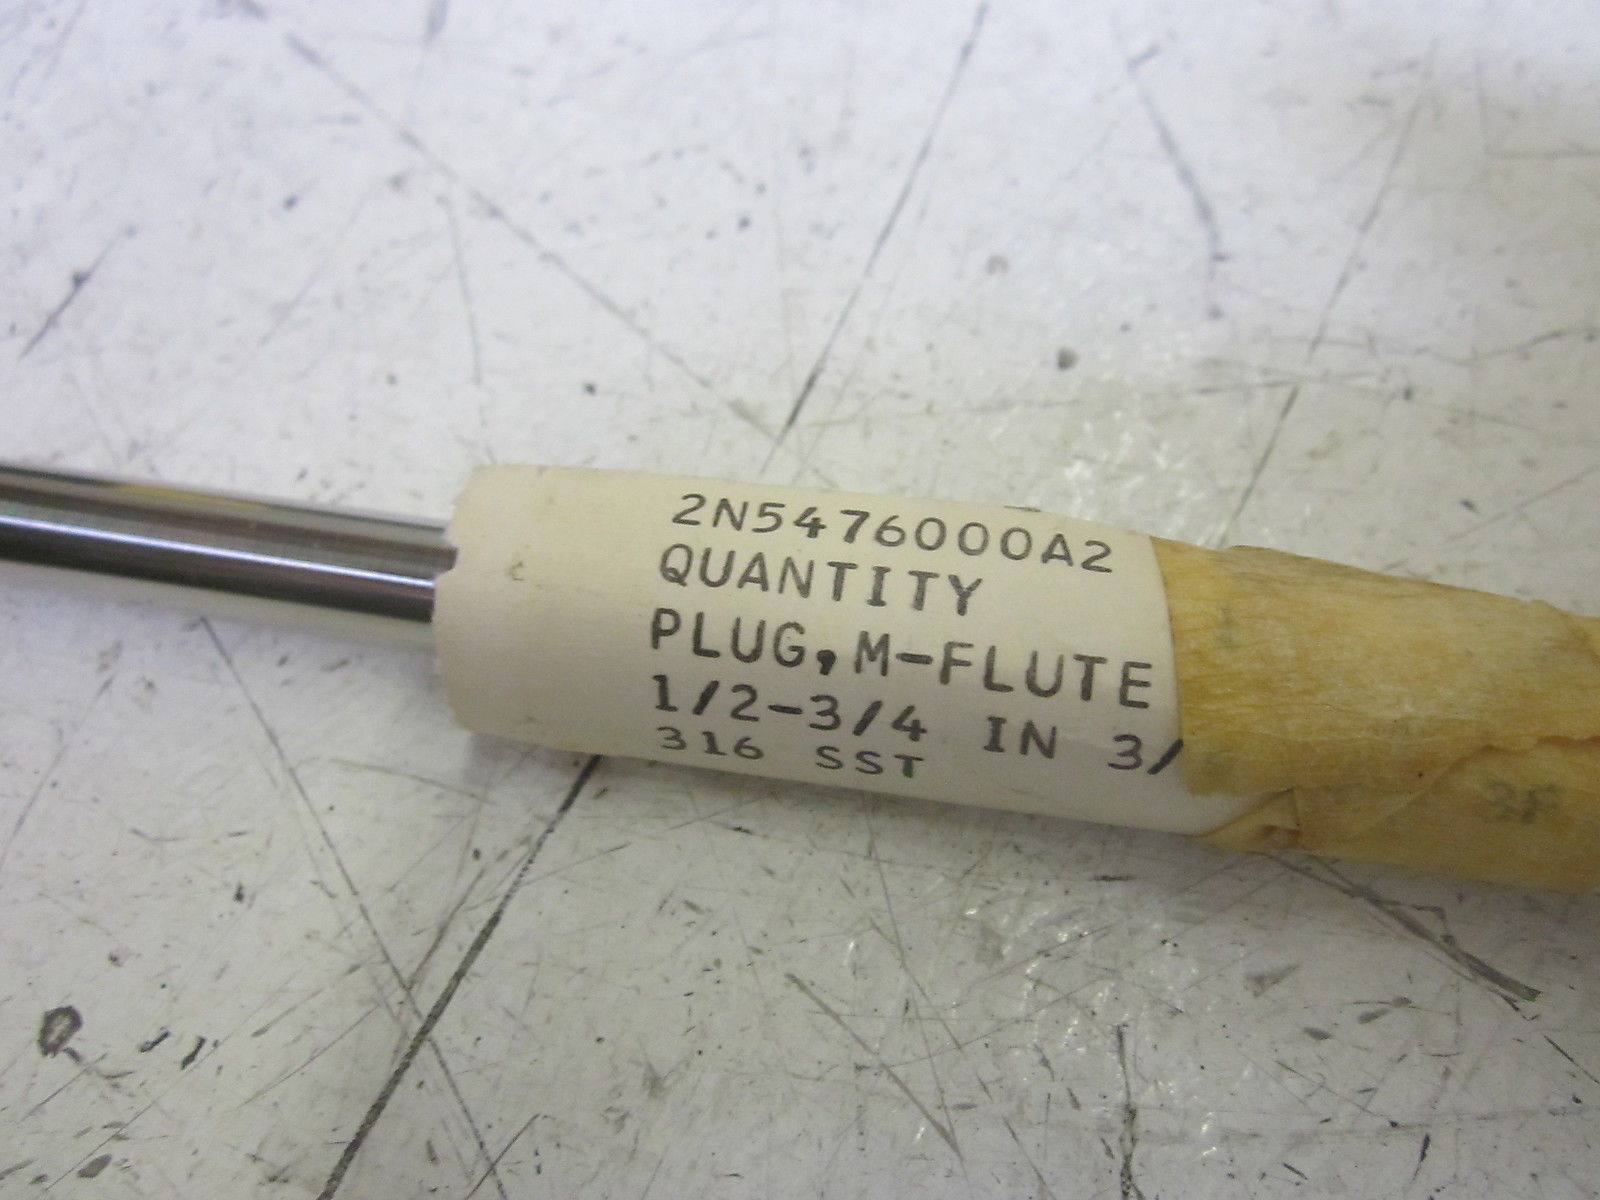 2N5476000A2
QUANTITY
PLUG,M-FLUTE
1/2-3/4 IN 3/
316 SST